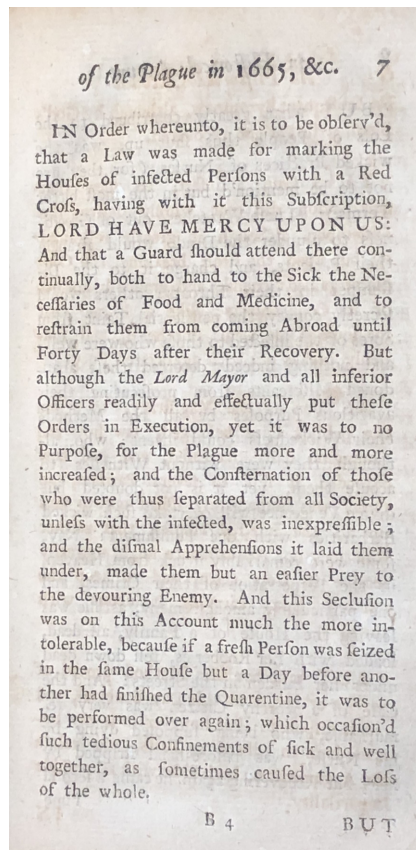 of the Plague in 1665, &c. 7
IN Order whereunto, it is to be obſerv'd,
that a Law was made for marking the
Houſes of infected Perſons with a Red
Croſs, having with it this Subſcription,
LORD HAVE MERCY UPON US:
And that a Guard ſhould attend there con-
tinually, both to hand to the Sick the Ne-
ceſſaries of Food and Medicine, and to
reſtrain them from coming Abroad until
Forty Days after their Recovery. But
although the Lord Mayor and all inferior
Officers readily and effectually put theſe
Orders in Execution, yet it was to no
Purpoſe, for the Plague more and more
increaſed; and the Conſternation of thoſe
who were thus ſeparated from all Society,
unleſs with the infected, was inexpreſſible;
and the diſmal Apprehenſions it laid them
under, made them but an eaſier Prey to
the devouring Enemy. And this Secluſion
was on this Account much the more in-
tolerable, becauſe if a freſh Perſon was ſeized
in the ſame Houſe but a Day before ano-
ther had finiſhed the Quarentine, it was to
be performed over again; which occaſion'd
ſuch tedious Confinements of ſick and well
together, as ſometimes cauſed the Loſs
of the whole.
B 4 BUT